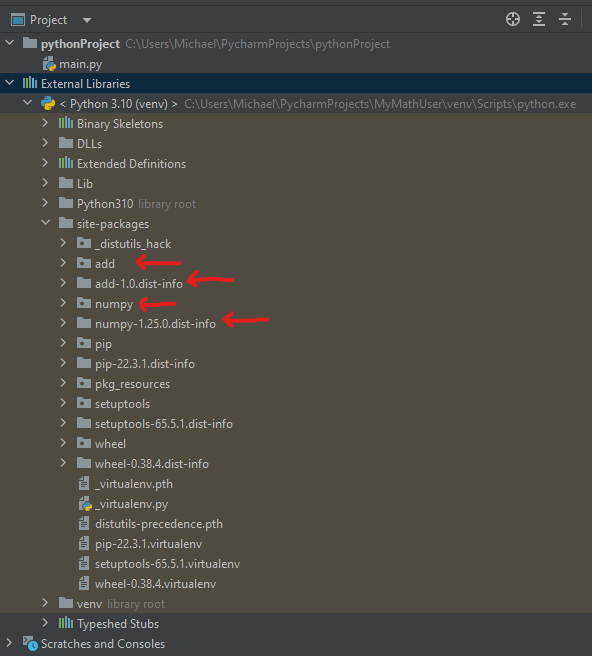 Project
pythonProject C:\Users\Michael\PycharmProjects\pythonProject
main.py
External Libraries
< Python 3.10 (venv) > C:\Users\Michael\PycharmProjects\MyMathUser\venv\Scripts\python.exe
Binary Skeletons
DLLs
Extended Definitions
Lib
Python310 library root
site-packages
_distutils_hack
add
add-1.0.dist-info
numpy
numpy-1.25.0.dist-info
pip
pip-22.3.1.dist-info
pkg_resources
setuptools
setuptools-65.5.1.dist-info
wheel
wheel-0.38.4.dist-info
_virtualenv.pth
_virtualenv.py
distutils-precedence.pth
pip-22.3.1.virtualenv
setuptools-65.5.1.virtualenv
wheel-0.38.4.virtualenv
venv library root
Typeshed Stubs
Scratches and Consoles